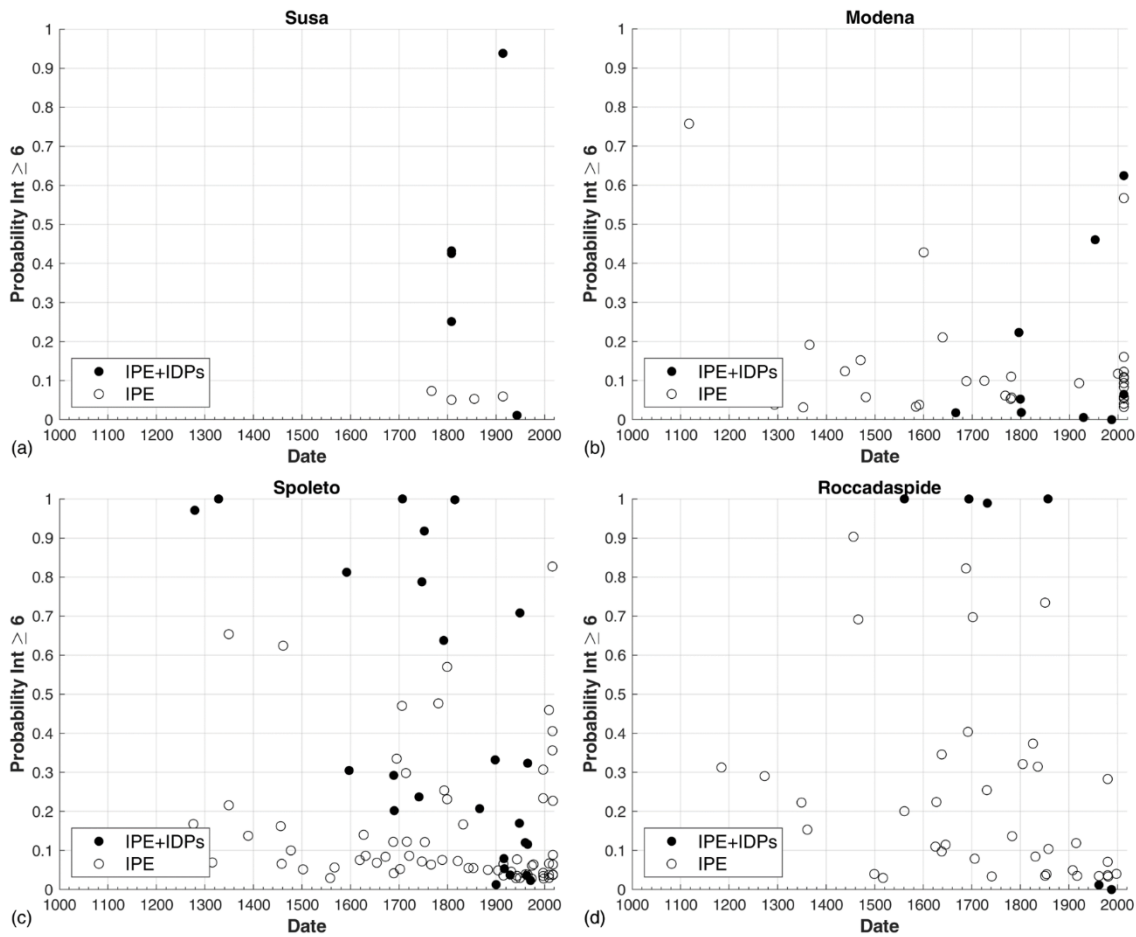 Susa
Probability Int ≥ 6
1
0.9
0.8
0.7
0.6
0.5
0.4
0.3
0.2
0.1
0
IPE+IDPs
IPE
1000 1100 1200 1300 1400 1500 1600 1700 1800 1900 2000
(a)
Date
Modena
Probability Int ≥ 6
1
0.9
0.8
0.7
0.6
0.5
0.4
0.3
0.2
0.1
0
IPE+IDPs
IPE
1000 1100 1200 1300 1400 1500 1600 1700 1800 1900 2000
(b)
Date
Spoleto
Probability Int ≥ 6
1
0.9
0.8
0.7
0.6
0.5
0.4
0.3
0.2
0.1
0
IPE+IDPs
IPE
1000 1100 1200 1300 1400 1500 1600 1700 1800 1900 2000
(c)
Date
Roccadaspide
Probability Int ≥ 6
1
0.9
0.8
0.7
0.6
0.5
0.4
0.3
0.2
0.1
0
IPE+IDPs
IPE
1000 1100 1200 1300 1400 1500 1600 1700 1800 1900 2000
(d)
Date